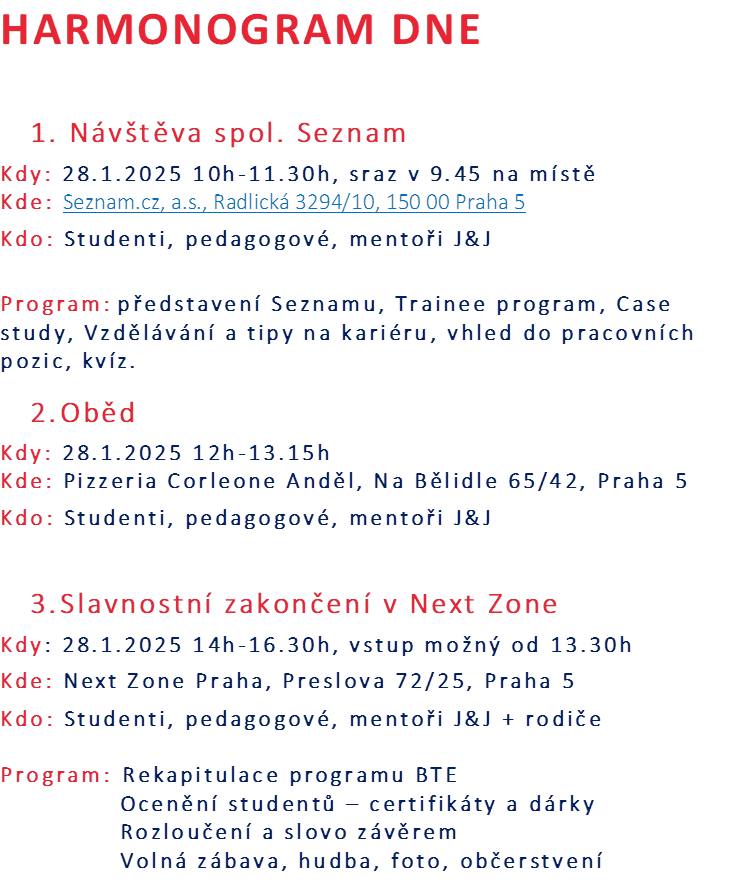 HARMONOGRAM DNE
1. Návštěva spol. Seznam
Kdy: 28.1.2025 10h-11.30h, sraz v 9.45 na místě
Kde: Seznam.cz, a.s., Radlická 3294/10, 150 00 Praha 5
Kdo: Studenti, pedagogové, mentoři J&J
Program: představení Seznamu, Trainee program, Case
study, Vzdělávání a tipy na kariéru, vhled do pracovních
pozic, kvíz.
2. Oběd
Kdy: 28.1.2025 12h-13.15h
Kde: Pizzeria Corleone Anděl, Na Bělidle 65/42, Praha 5
Kdo: Studenti, pedagogové, mentoři J&J
3. Slavnostní zakončení v Next Zone
Kdy: 28.1.2025 14h-16.30h, vstup možný od 13.30h
Kde: Next Zone Praha, Preslova 72/25, Praha 5
Kdo: Studenti, pedagogové, mentoři J&J + rodiče
Program: Rekapitulace programu BTE
Ocenění studentů – certifikáty a dárky
Rozloučení a slovo závěrem
Volná zábava, hudba, foto, občerstvení